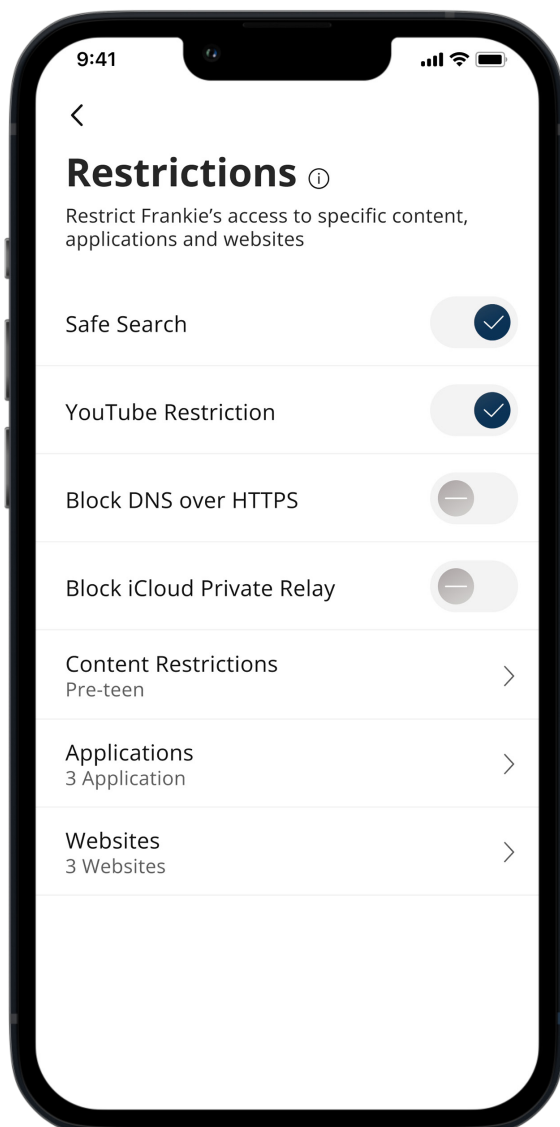 9:41
Restrictions
Restrict Frankie’s access to specific content,
applications and websites
Safe Search
YouTube Restriction
Block DNS over HTTPS
Block iCloud Private Relay
Content Restrictions
Pre-teen
Applications
3 Application
Websites
3 Websites